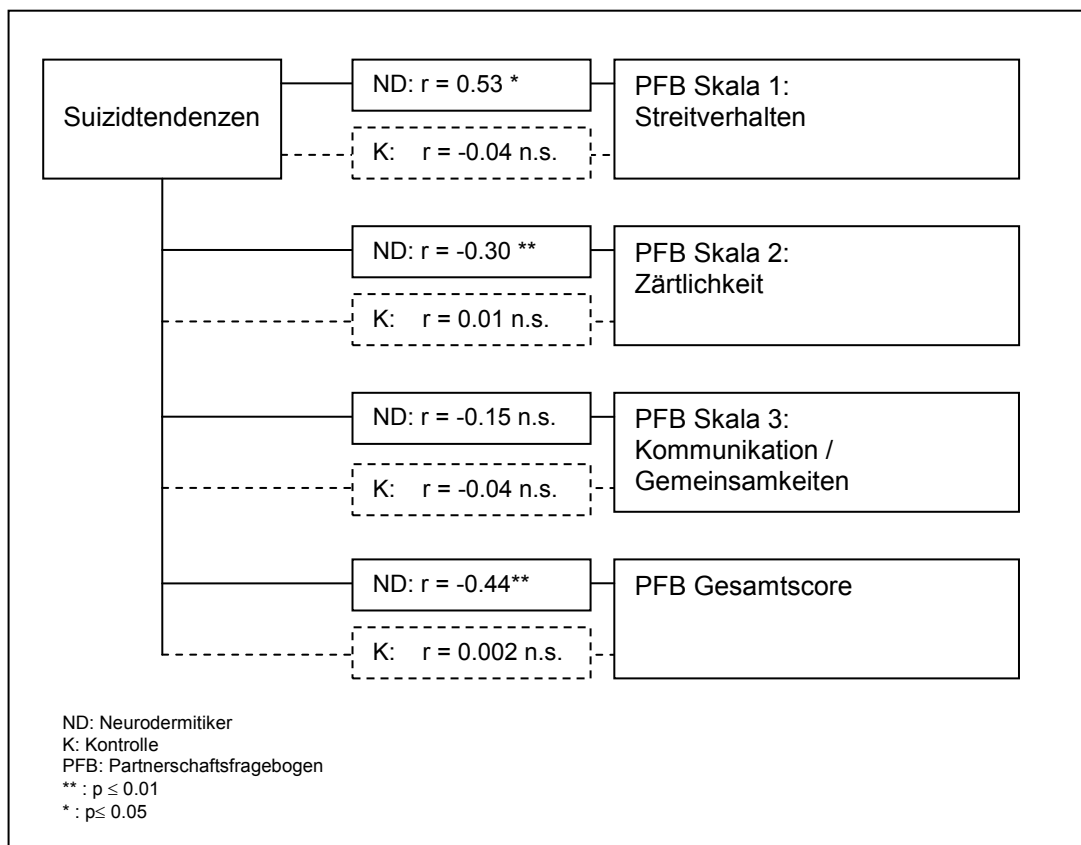 Suizidtendenzen
ND: r = 0.53 *
K: r = -0.04 n.s.
PFB Skala 1:
Streitverhalten
ND: r = -0.30 **
K: r = 0.01 n.s.
PFB Skala 2:
Zärtlichkeit
ND: r = -0.15 n.s.
K: r = -0.04 n.s.
PFB Skala 3:
Kommunikation /
Gemeinsamkeiten
ND: r = -0.44**
K: r = 0.002 n.s.
PFB Gesamtscore
ND: Neurodermitiker
K: Kontrolle
PFB: Partnerschaftsfragebogen
** : p ≤ 0.01
* : p≤ 0.05